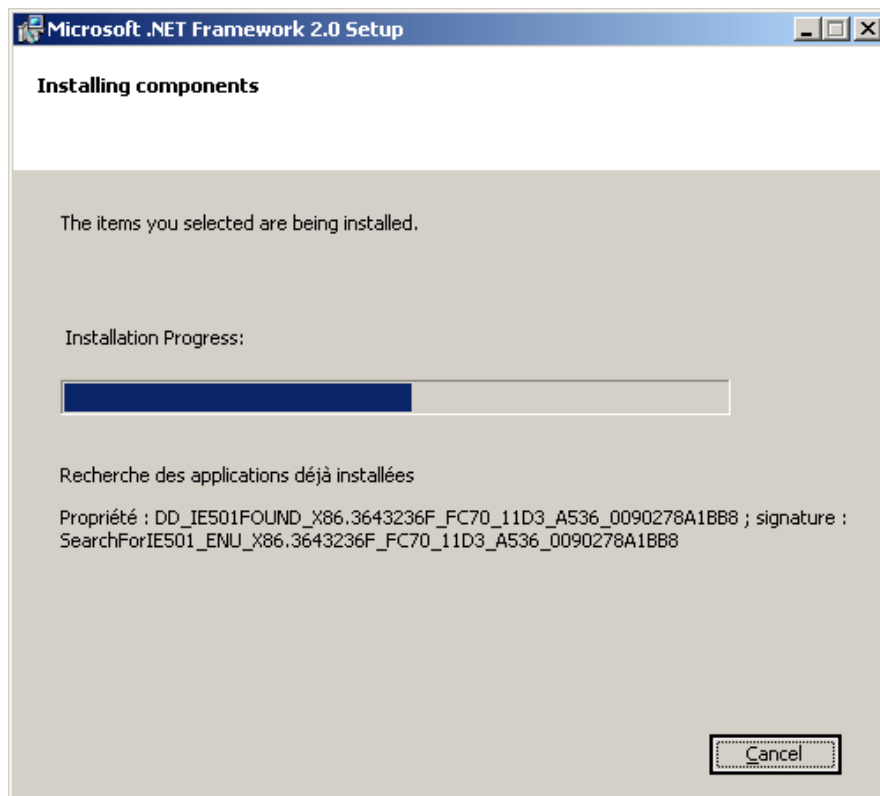 Microsoft .NET Framework 2.0 Setup
Installing components
The items you selected are being installed.
Installation Progress:
Recherche des applications déjà installées
Propriété : DD_IE501FOUND_X86.3643236F_FC70_11D3_A536_0090278A1BB8 ; signature :
SearchForIE501_ENU_X86.3643236F_FC70_11D3_A536_0090278A1BB8
Cancel